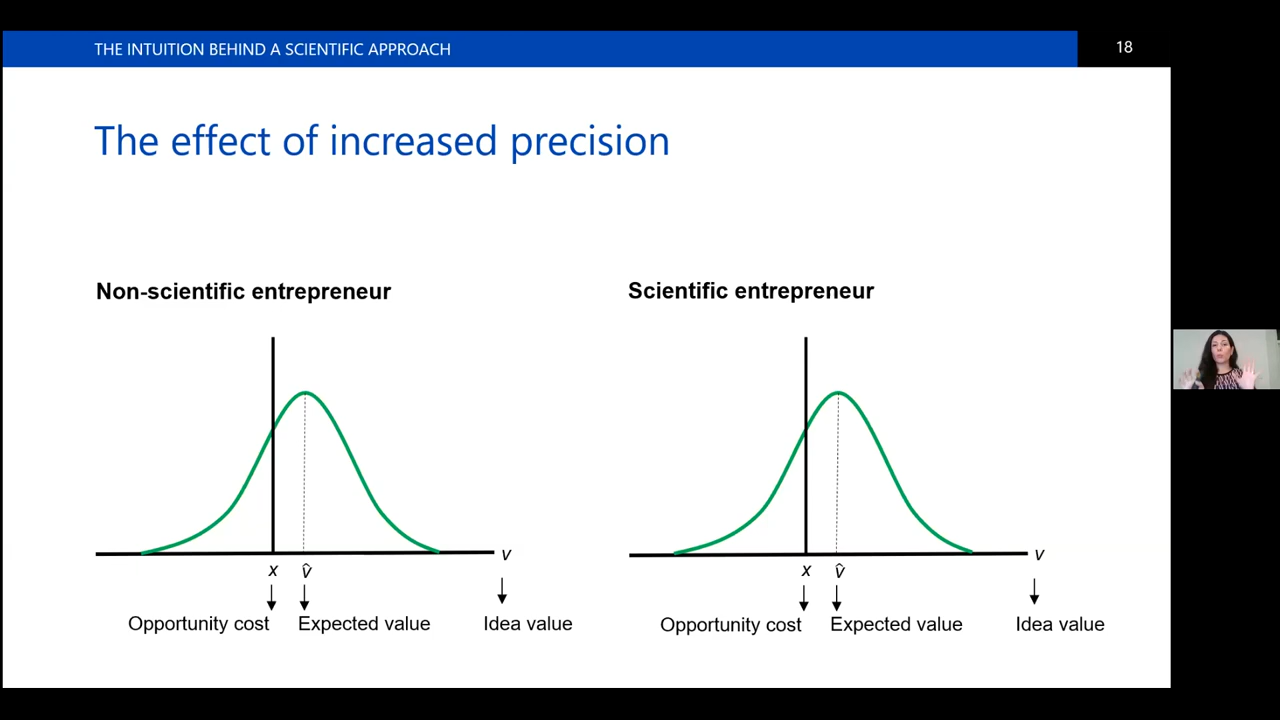 THE INTUITION BEHIND A SCIENTIFIC APPROACH
18
The effect of increased precision
Non-scientific entrepreneur
v
x v̂
Opportunity cost Expected value Idea value
Scientific entrepreneur
v
x v̂
Opportunity cost Expected value Idea value